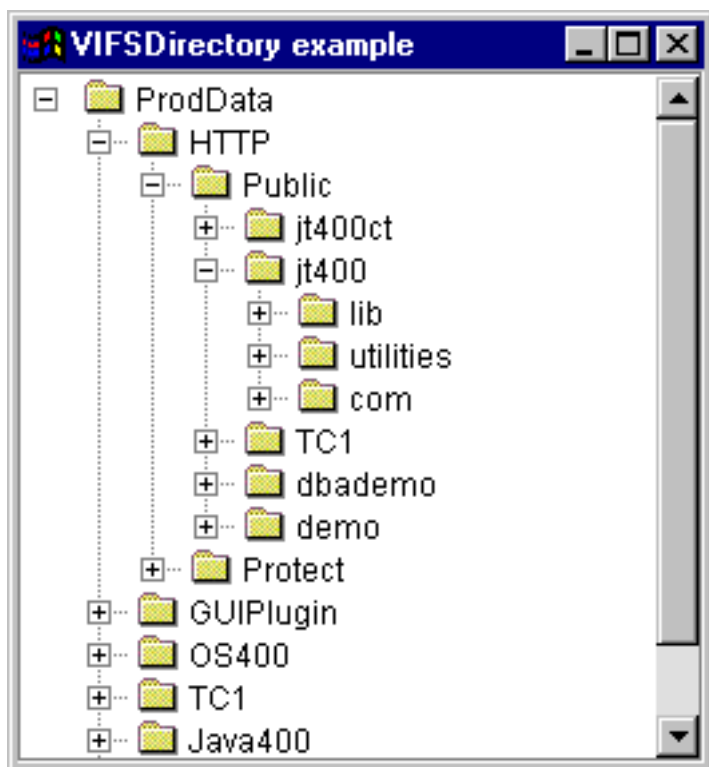 VIFSDirectory example
ProdData
HTTP
Public
jt400ct
jt400
lib
utilities
com
TC1
dbademo
demo
Protect
GUIPlugin
OS400
TC1
Java400